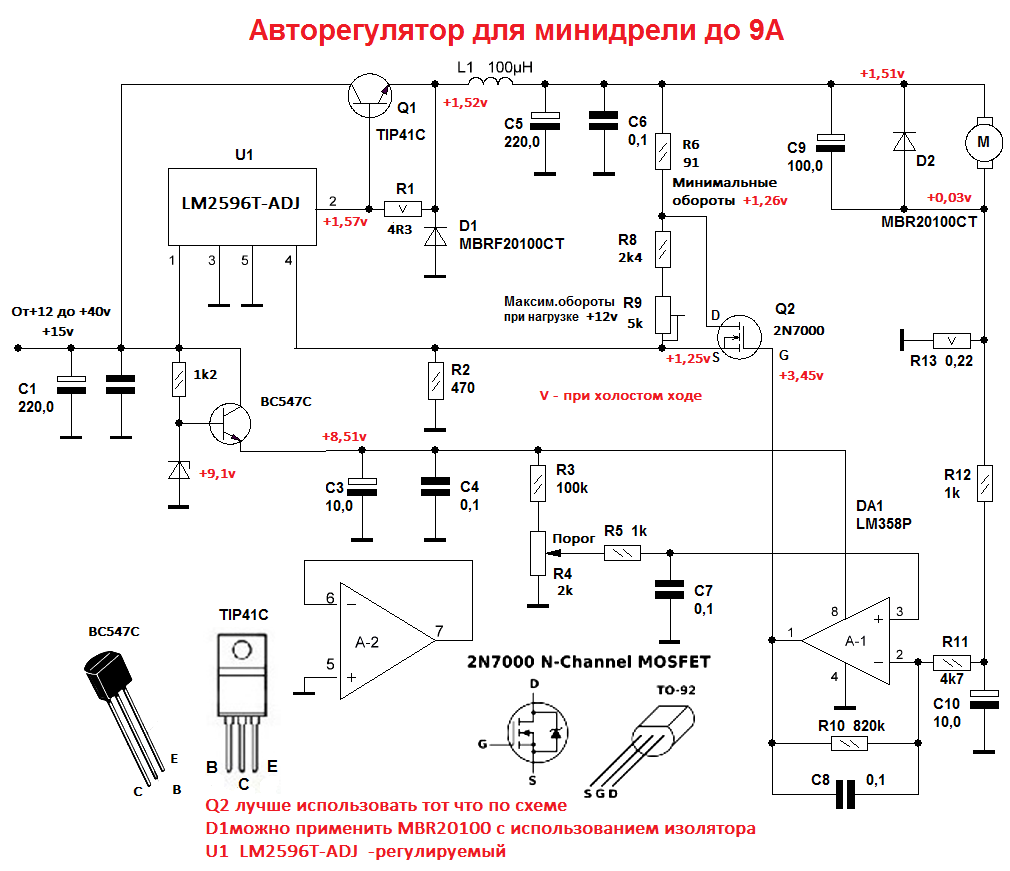 Авторегулятор для минидрели до 9А
L1 100µH
+1,51v
Q1
+1,52v
TIP41C
C5
220,0
C6
0,1
R6
91
C9
100,0
D2
M
U1
LM2596T-ADJ
2
+1,57v
R1
V
4R3
Минимальные
обороты +1,26v
+0,03v
MBR20100CT
D1
MBRF20100CT
R8
2k4
1
3
5
4
Максим.обороты
при нагрузке +12v
R9
5k
D
Q2
2N7000
S
G
+1,25v
+3,45v
От+12 до +40v
+15v
V
R13 0,22
C1
220,0
1k2
R2
470
BC547C
V - при холостом ходе
+8,51v
+9,1v
C3
10,0
C4
0,1
R3
100k
R12
1k
DA1
LM358P
Порог
R5 1k
R4
2k
C7
0,1
6
−
7
A-2
5
+
8
3
+
1
A-1
−
2
4
R11
4k7
C10
10,0
TIP41C
BC547C
2N7000 N-Channel MOSFET
D
TO-92
G
S
S G D
R10 820k
C8
0,1
E
B
C
B
C
E
Q2 лучше использовать тот что по схеме
D1можно применить MBR20100 с использованием изолятора
U1 LM2596T-ADJ -регулируемый